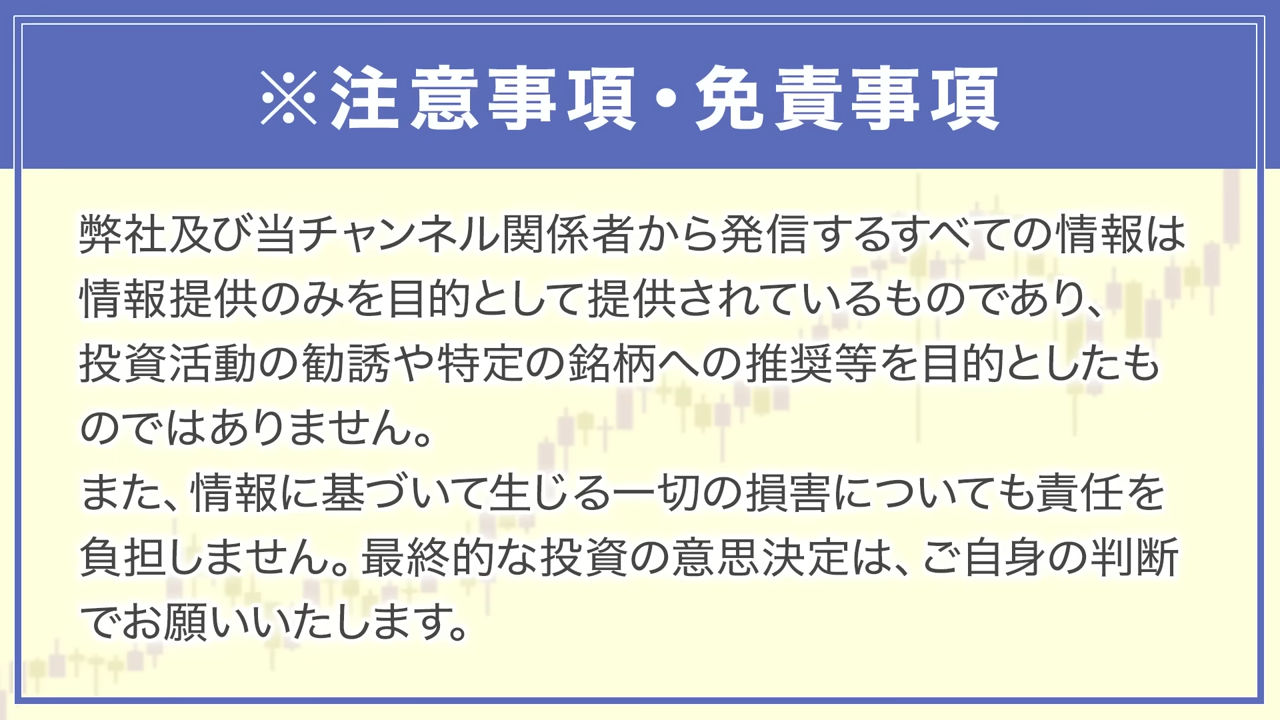 ※注意事項・免責事項
弊社及び当チャンネル関係者から発信するすべての情報は
情報提供のみを目的として提供されているものであり、
投資活動の勧誘や特定の銘柄への推奨等を目的としたも
のではありません。
また、情報に基づいて生じる一切の損害についても責任を
負担しません。最終的な投資の意思決定は、ご自身の判断
でお願いいたします。